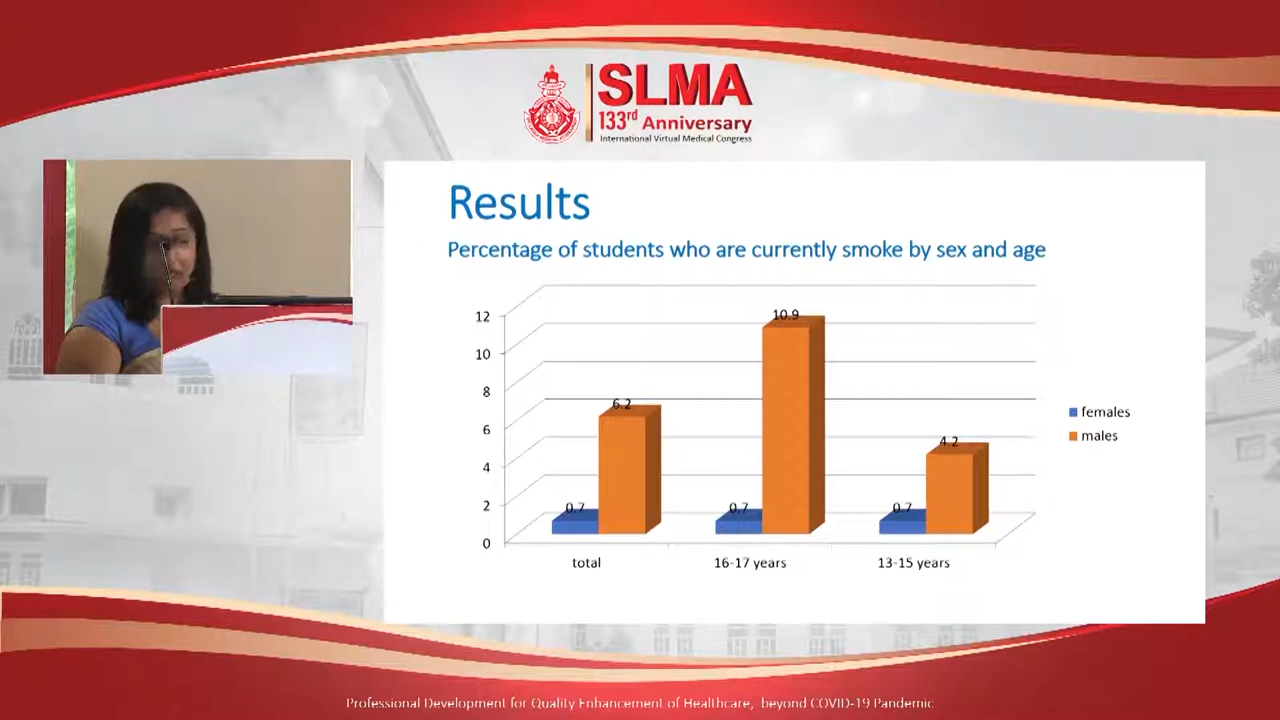 SLMA
133rd Anniversary
International Virtual Medical Congress
Results
Percentage of students who are currently smoke by sex and age
12
10
8
6
4
2
0
6.2
10.9
4.2
0.7
0.7
0.7
total
16-17 years
13-15 years
females
males
Professional Development for Quality Enhancement of Healthcare, beyond COVID-19 Pandemic